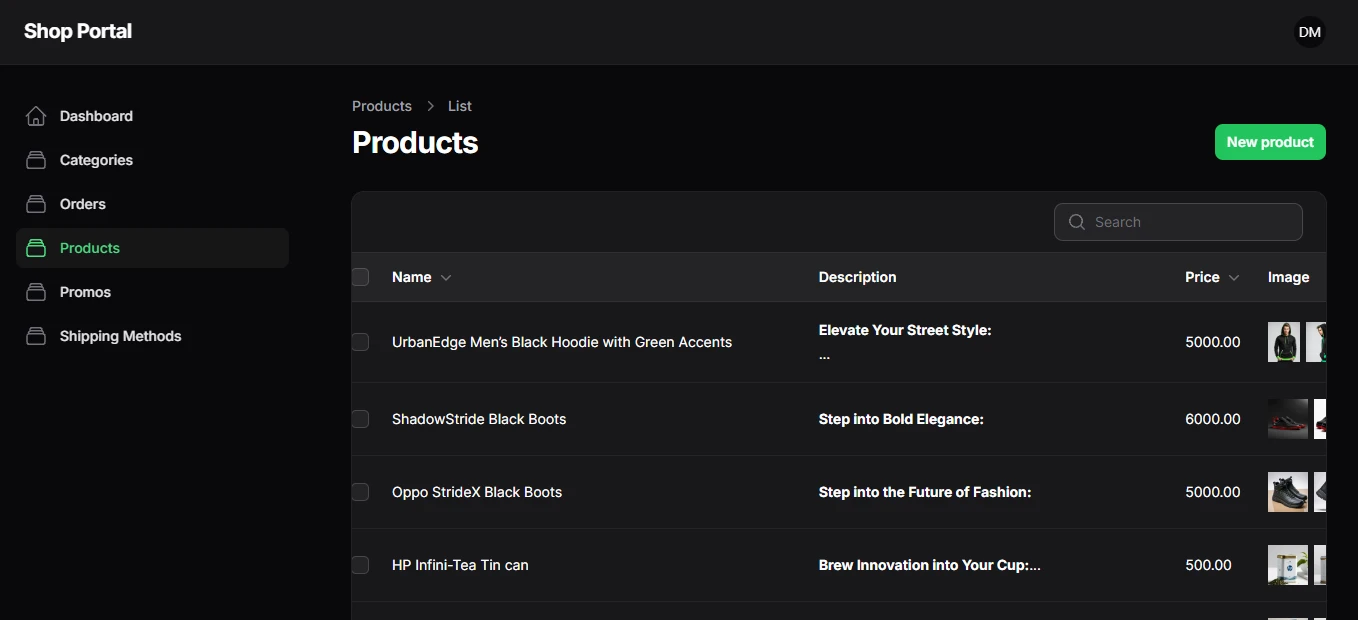 Shop Portal
DM
Dashboard
Categories
Orders
Products
Promos
Shipping Methods
Products > List
Products
New product
Search
Name Description Price Image
UrbanEdge Men’s Black Hoodie with Green Accents Elevate Your Street Style: 5000.00
...
ShadowStride Black Boots Step into Bold Elegance: 6000.00
Oppo StrideX Black Boots Step into the Future of Fashion: 5000.00
HP Infini-Tea Tin can Brew Innovation into Your Cup:... 500.00